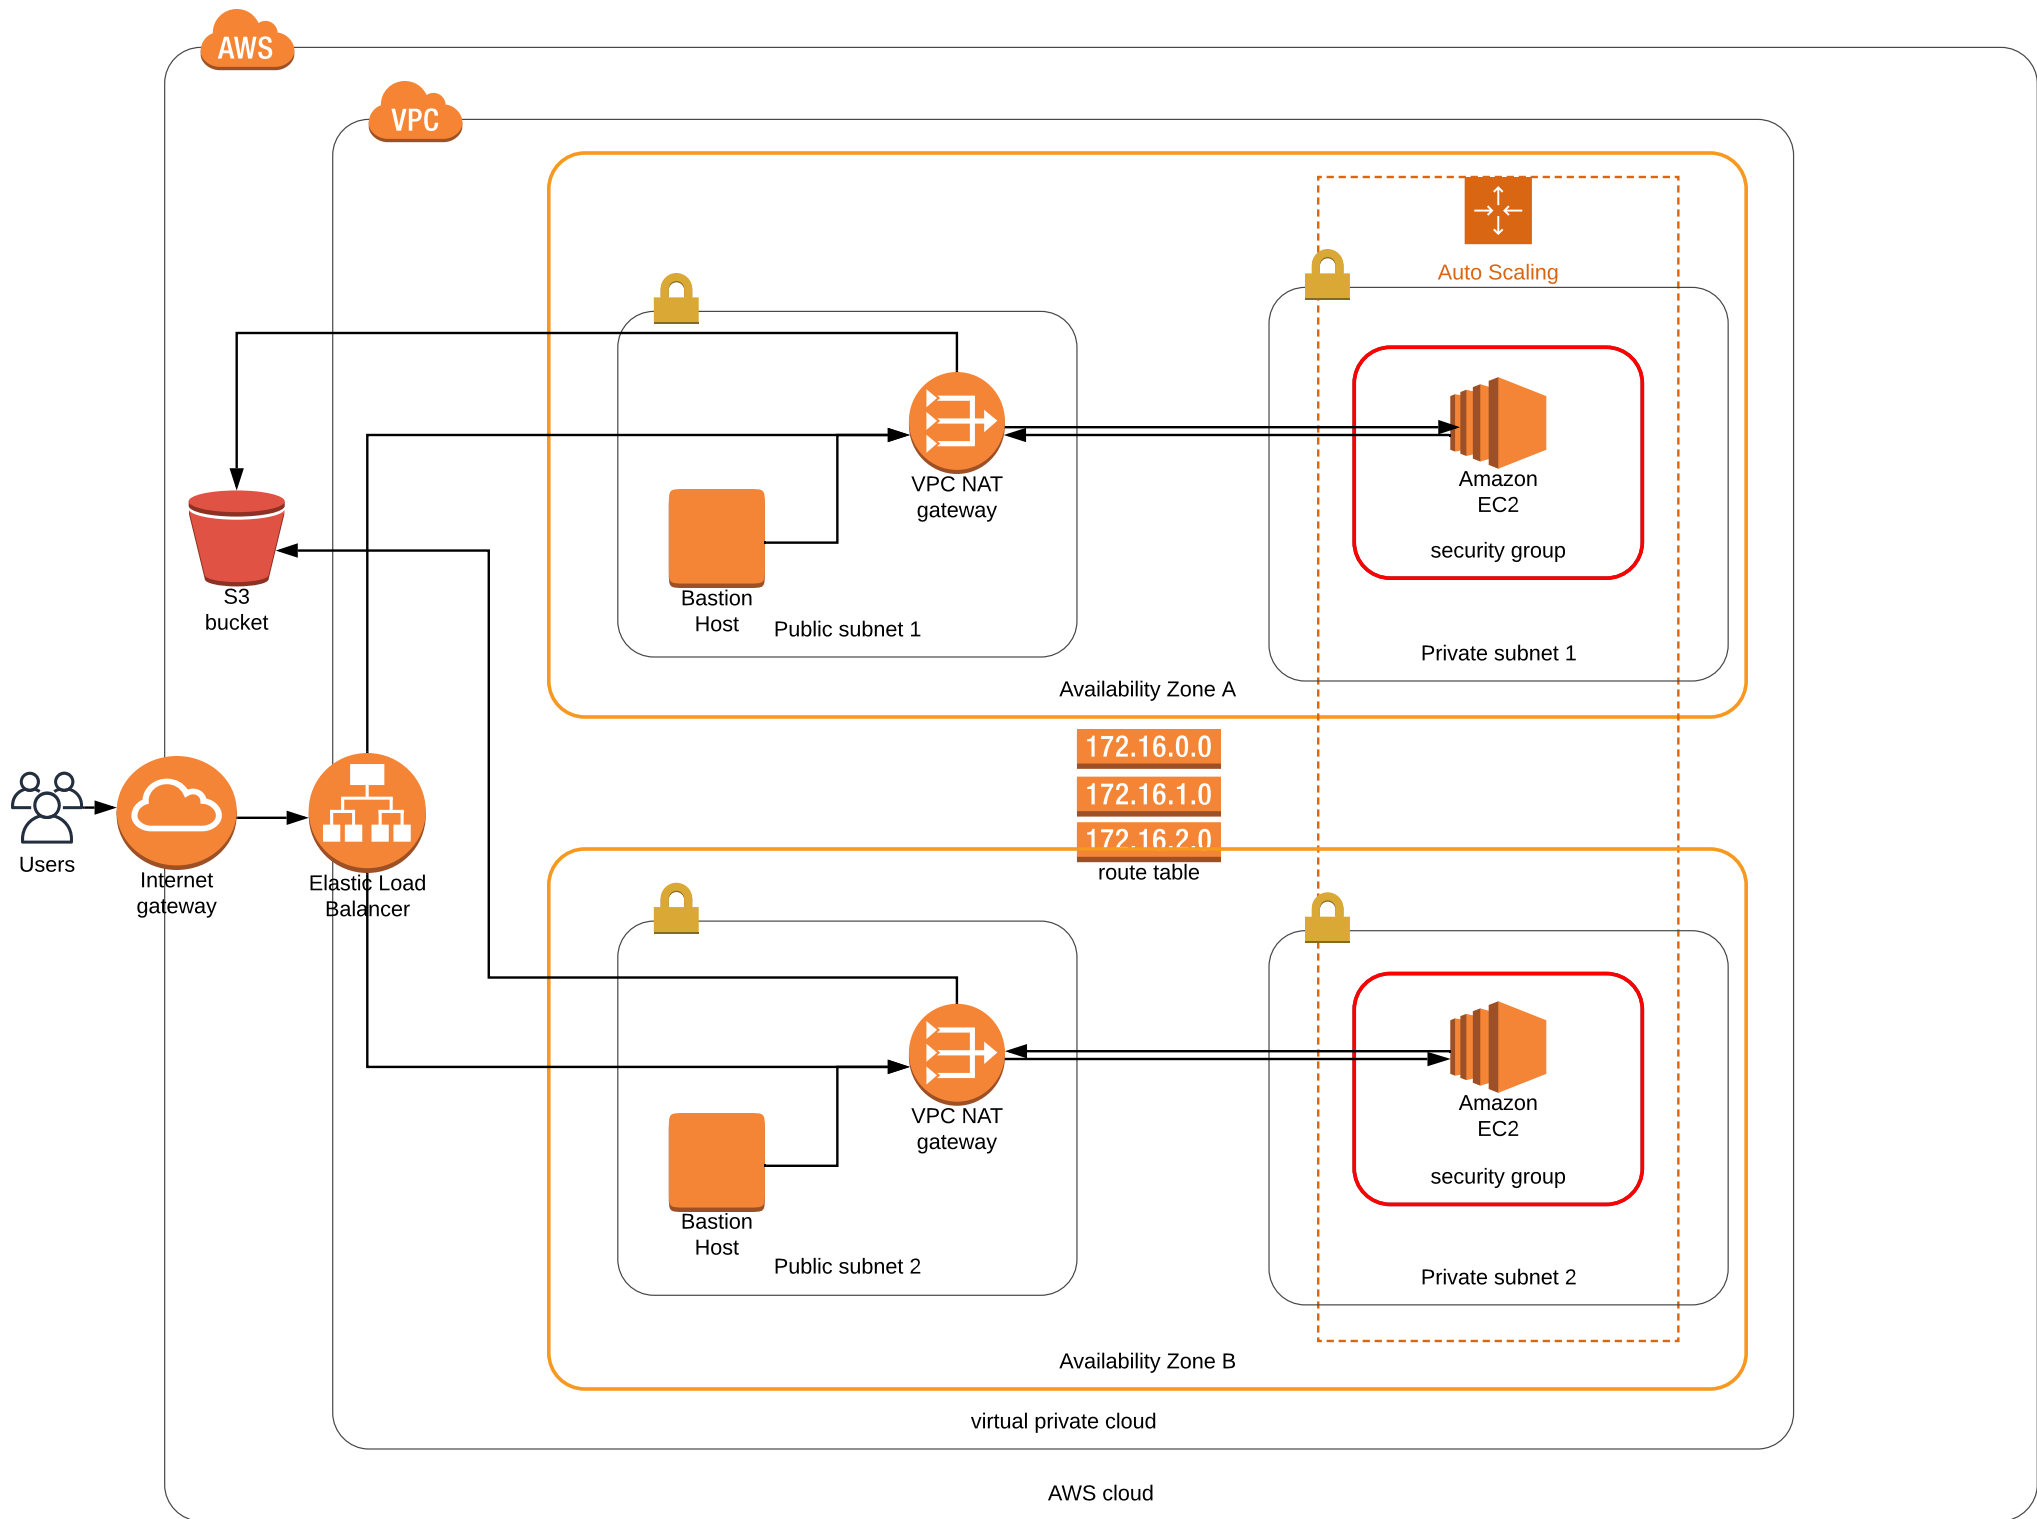 AWS
VPC
Auto Scaling
VPC NAT
gateway
Amazon
EC2
security group
S3
bucket
Bastion
Host
Public subnet 1
Private subnet 1
Availability Zone A
172.16.0.0
172.16.1.0
172.16.2.0
route table
Users
Internet
gateway
Elastic Load
Balancer
VPC NAT
gateway
Amazon
EC2
security group
Bastion
Host
Public subnet 2
Private subnet 2
Availability Zone B
virtual private cloud
AWS cloud